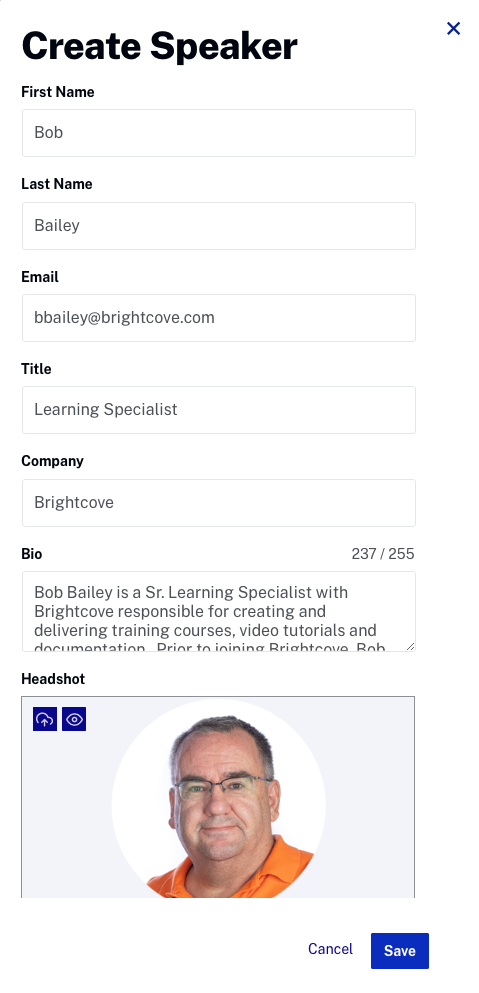 Create Speaker
First Name
Bob
Last Name
Bailey
Email
bbailey@brightcove.com
Title
Learning Specialist
Company
Brightcove
Bio 237 / 255
Bob Bailey is a Sr. Learning Specialist with
Brightcove responsible for creating and
delivering training courses, video tutorials and
documentation. Prior to joining Brightcove, Bob
Headshot
Cancel Save